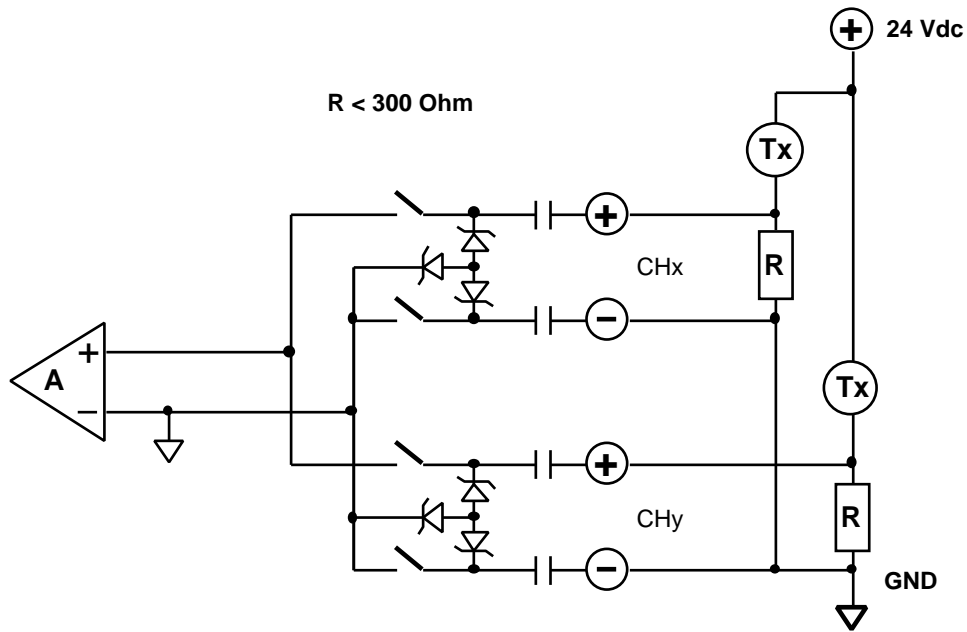 + 24 Vdc
R < 300 Ohm
Tx
+
CHx
R
−
+
A
Tx
−
+
CHy
R
−
GND